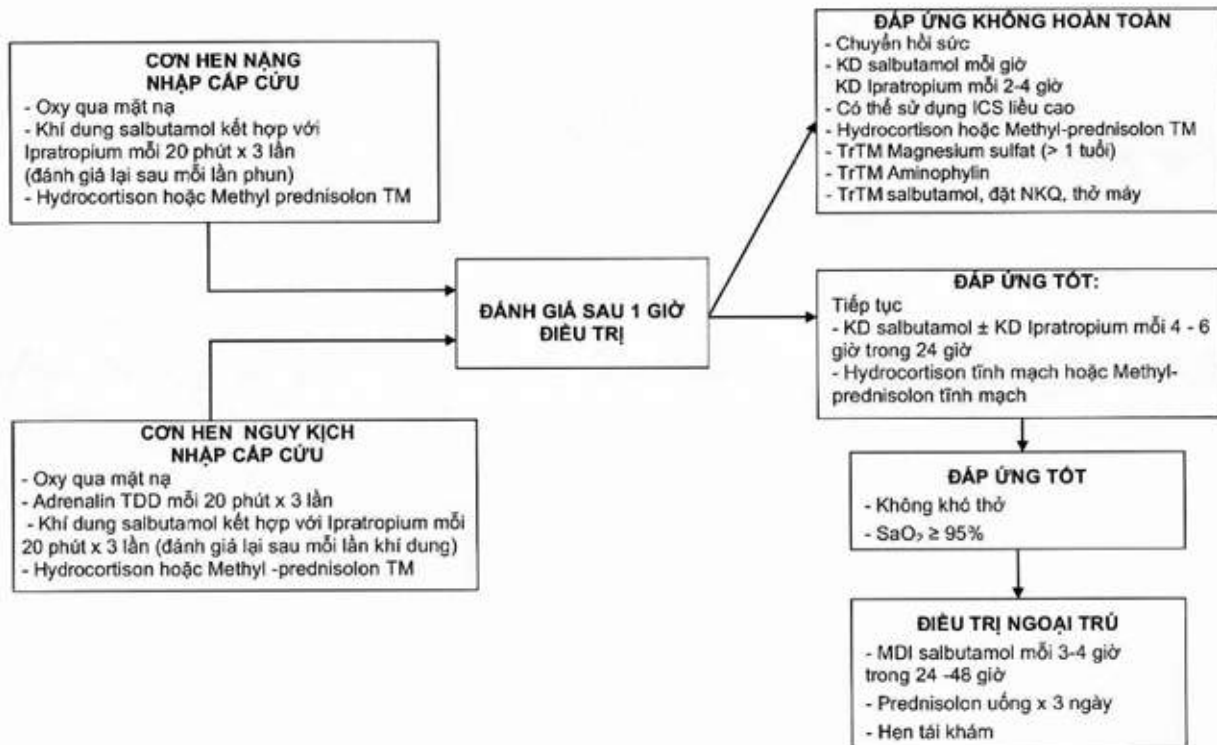 CƠN HEN NẶNG
NHẬP CẤP CỨU
- Oxy qua mặt nạ
- Khí dung salbutamol kết hợp với
Ipratropium mỗi 20 phút x 3 lần
(đánh giá lại sau mỗi lần phun)
- Hydrocortison hoặc Methyl prednisolon TM
CƠN HEN NGUY KỊCH
NHẬP CẤP CỨU
- Oxy qua mặt nạ
- Adrenalin TDD mỗi 20 phút x 3 lần
- Khí dung salbutamol kết hợp với Ipratropium mỗi
20 phút x 3 lần (đánh giá lại sau mỗi lần khí dung)
- Hydrocortison hoặc Methyl -prednisolon TM
ĐÁNH GIÁ SAU 1 GIỜ
ĐIỀU TRỊ
ĐÁP ỨNG KHÔNG HOÀN TOÀN
- Chuyển hồi sức
- KD salbutamol mỗi giờ
KD Ipratropium mỗi 2-4 giờ
- Có thể sử dụng ICS liều cao
- Hydrocortison hoặc Methyl-prednisolon TM
- TrTM Magnesium sulfat (> 1 tuổi)
- TrTM Aminophylin
- TrTM salbutamol, đặt NKQ, thở máy
ĐÁP ỨNG TỐT:
Tiếp tục
- KD salbutamol ± KD Ipratropium mỗi 4 - 6
giờ trong 24 giờ
- Hydrocortison tĩnh mạch hoặc Methyl-
prednisolon tĩnh mạch
ĐÁP ỨNG TỐT
- Không khó thở
- SaO₂ ≥ 95%
ĐIỀU TRỊ NGOẠI TRÚ
- MDI salbutamol mỗi 3-4 giờ
trong 24 -48 giờ
- Prednisolon uống x 3 ngày
- Hẹn tái khám